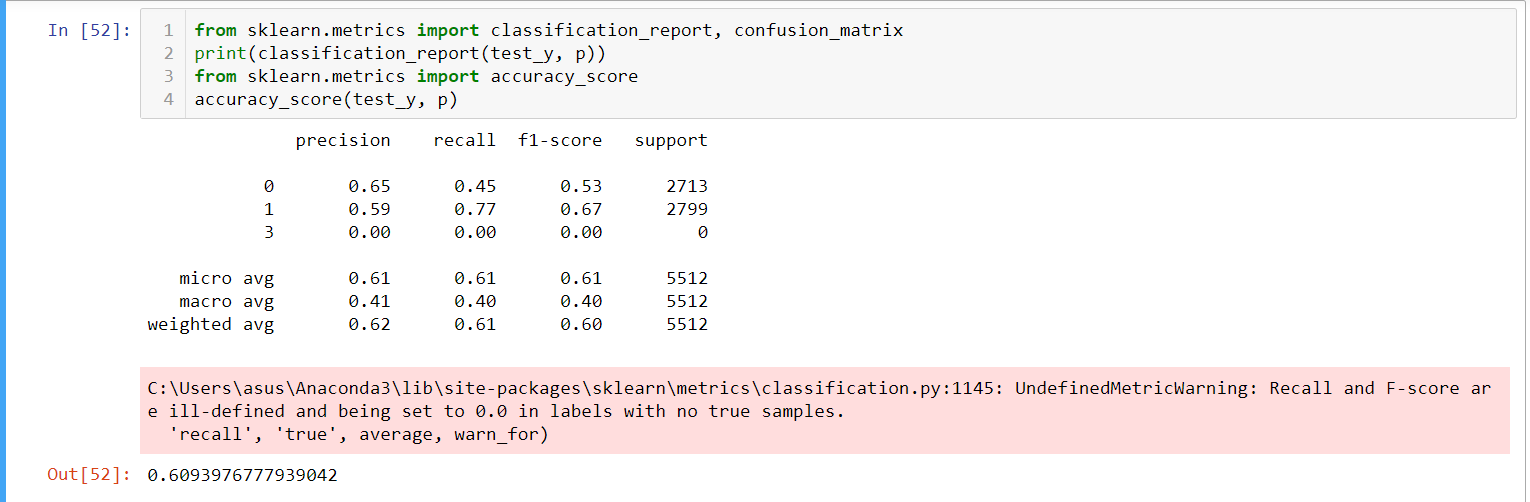 In [52]:
1 from sklearn.metrics import classification_report, confusion_matrix
2 print(classification_report(test_y, p))
3 from sklearn.metrics import accuracy_score
4 accuracy_score(test_y, p)
precision recall f1-score support
0 0.65 0.45 0.53 2713
1 0.59 0.77 0.67 2799
3 0.00 0.00 0.00 0
micro avg 0.61 0.61 0.61 5512
macro avg 0.41 0.40 0.40 5512
weighted avg 0.62 0.61 0.60 5512
C:\Users\asus\Anaconda3\lib\site-packages\sklearn\metrics\classification.py:1145: UndefinedMetricWarning: Recall and F-score ar
e ill-defined and being set to 0.0 in labels with no true samples.
'recall', 'true', average, warn_for)
Out[52]: 0.6093976777939042